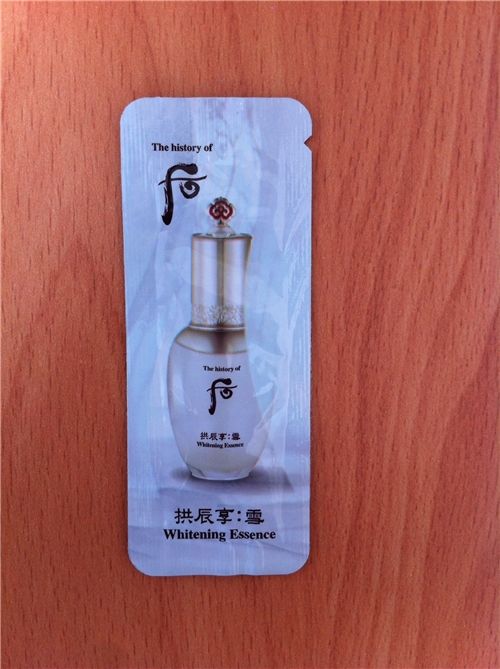 The history of
后
The history of
后
拱辰享:雪
Whitening Essence
拱辰享:雪
Whitening Essence